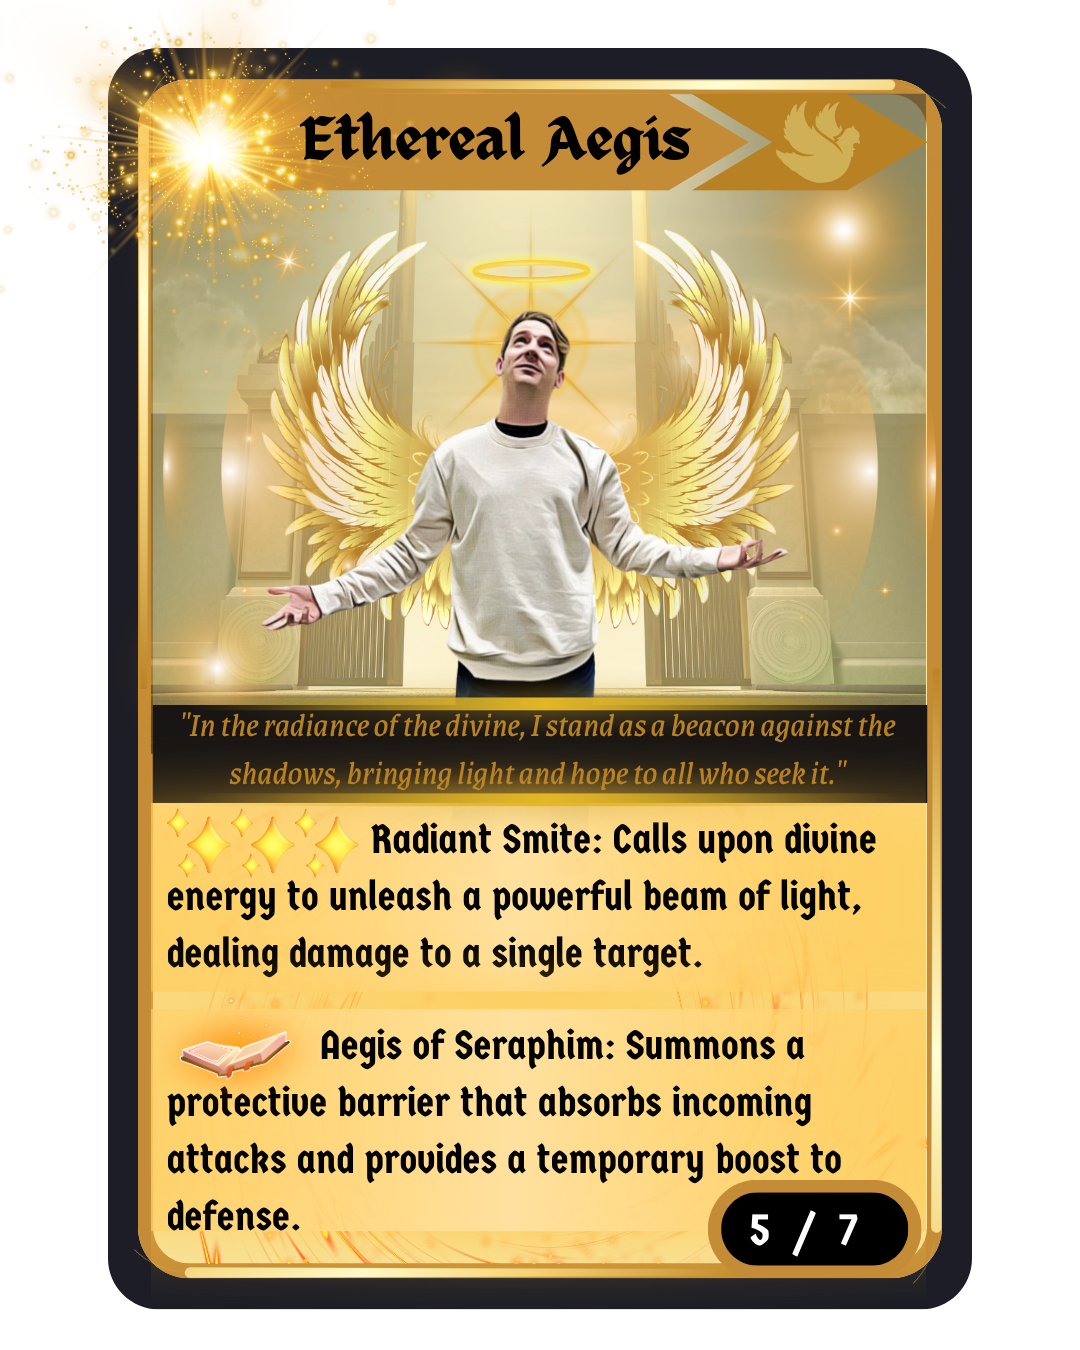 Ethereal Aegis
"In the radiance of the divine, I stand as a beacon against the
shadows, bringing light and hope to all who seek it."
Radiant Smite: Calls upon divine
energy to unleash a powerful beam of light,
dealing damage to a single target.
Aegis of Seraphim: Summons a
protective barrier that absorbs incoming
attacks and provides a temporary boost to
defense.
5 / 7